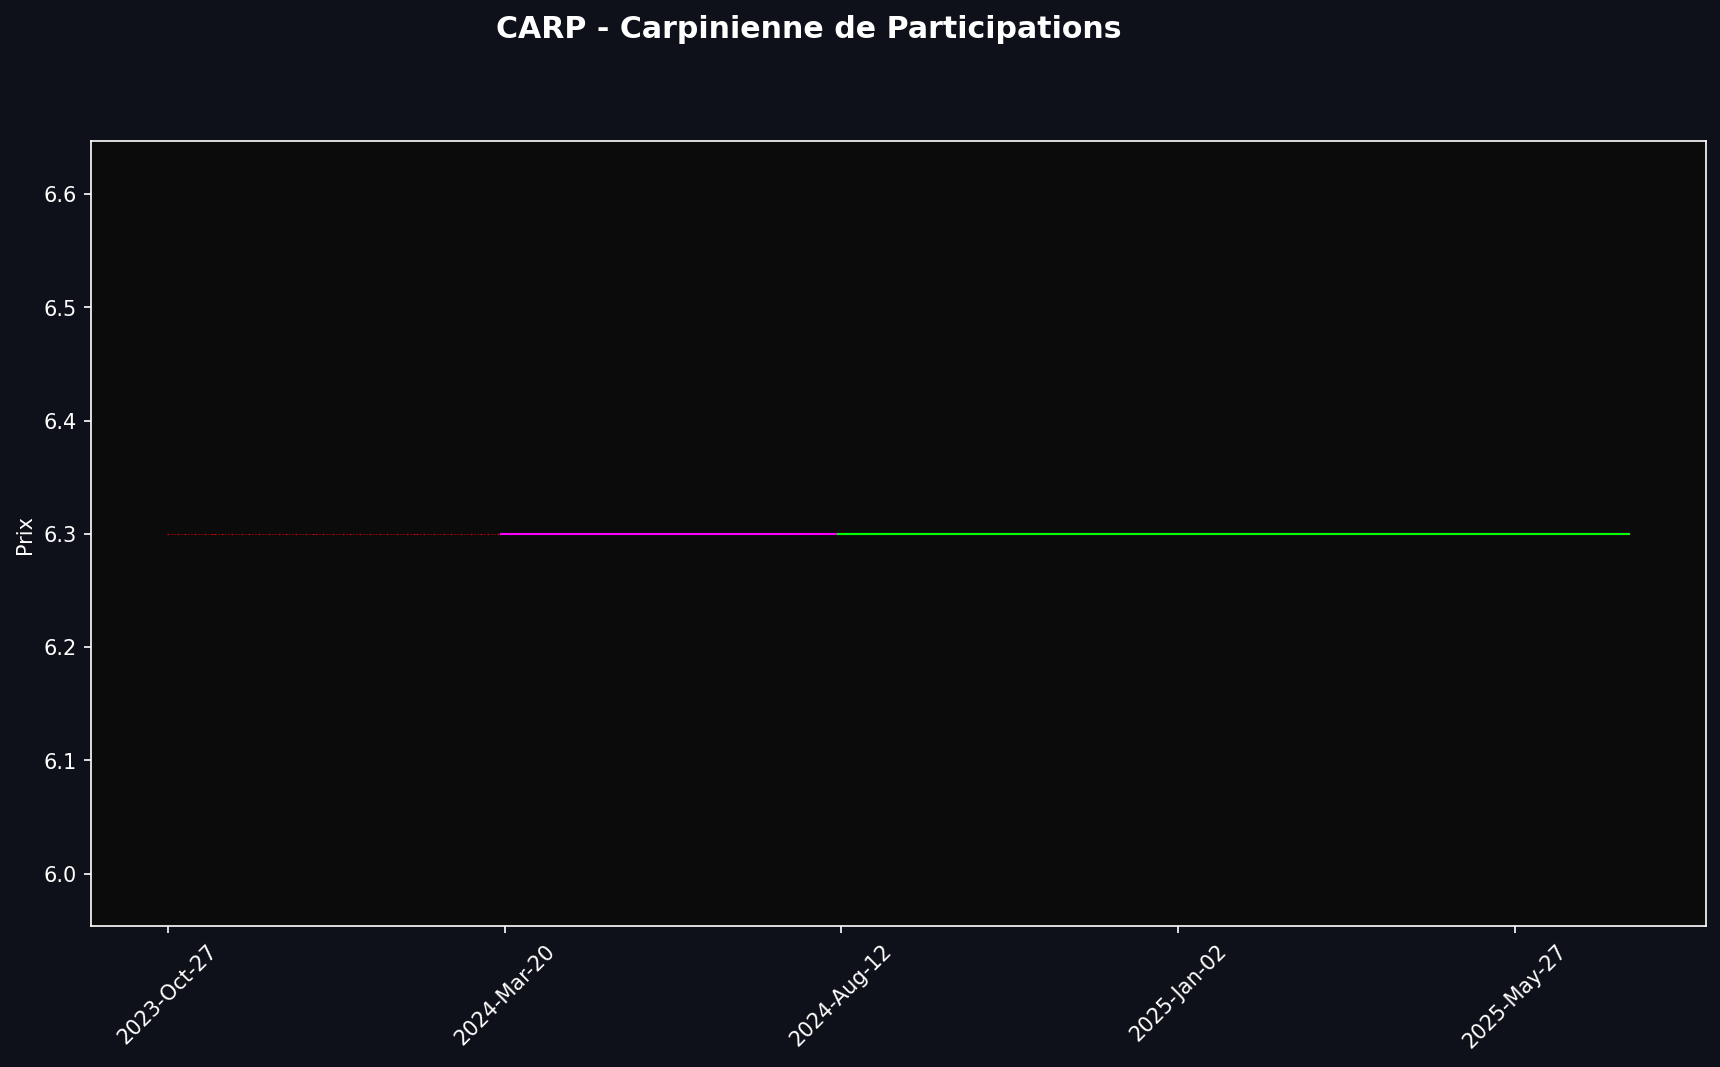 CARP - Carpinienne de Participations
6.6
6.5
6.4
6.3
6.2
6.1
6.0
Prix
2023-Oct-27
2024-Mar-20
2024-Aug-12
2025-Jan-02
2025-May-27